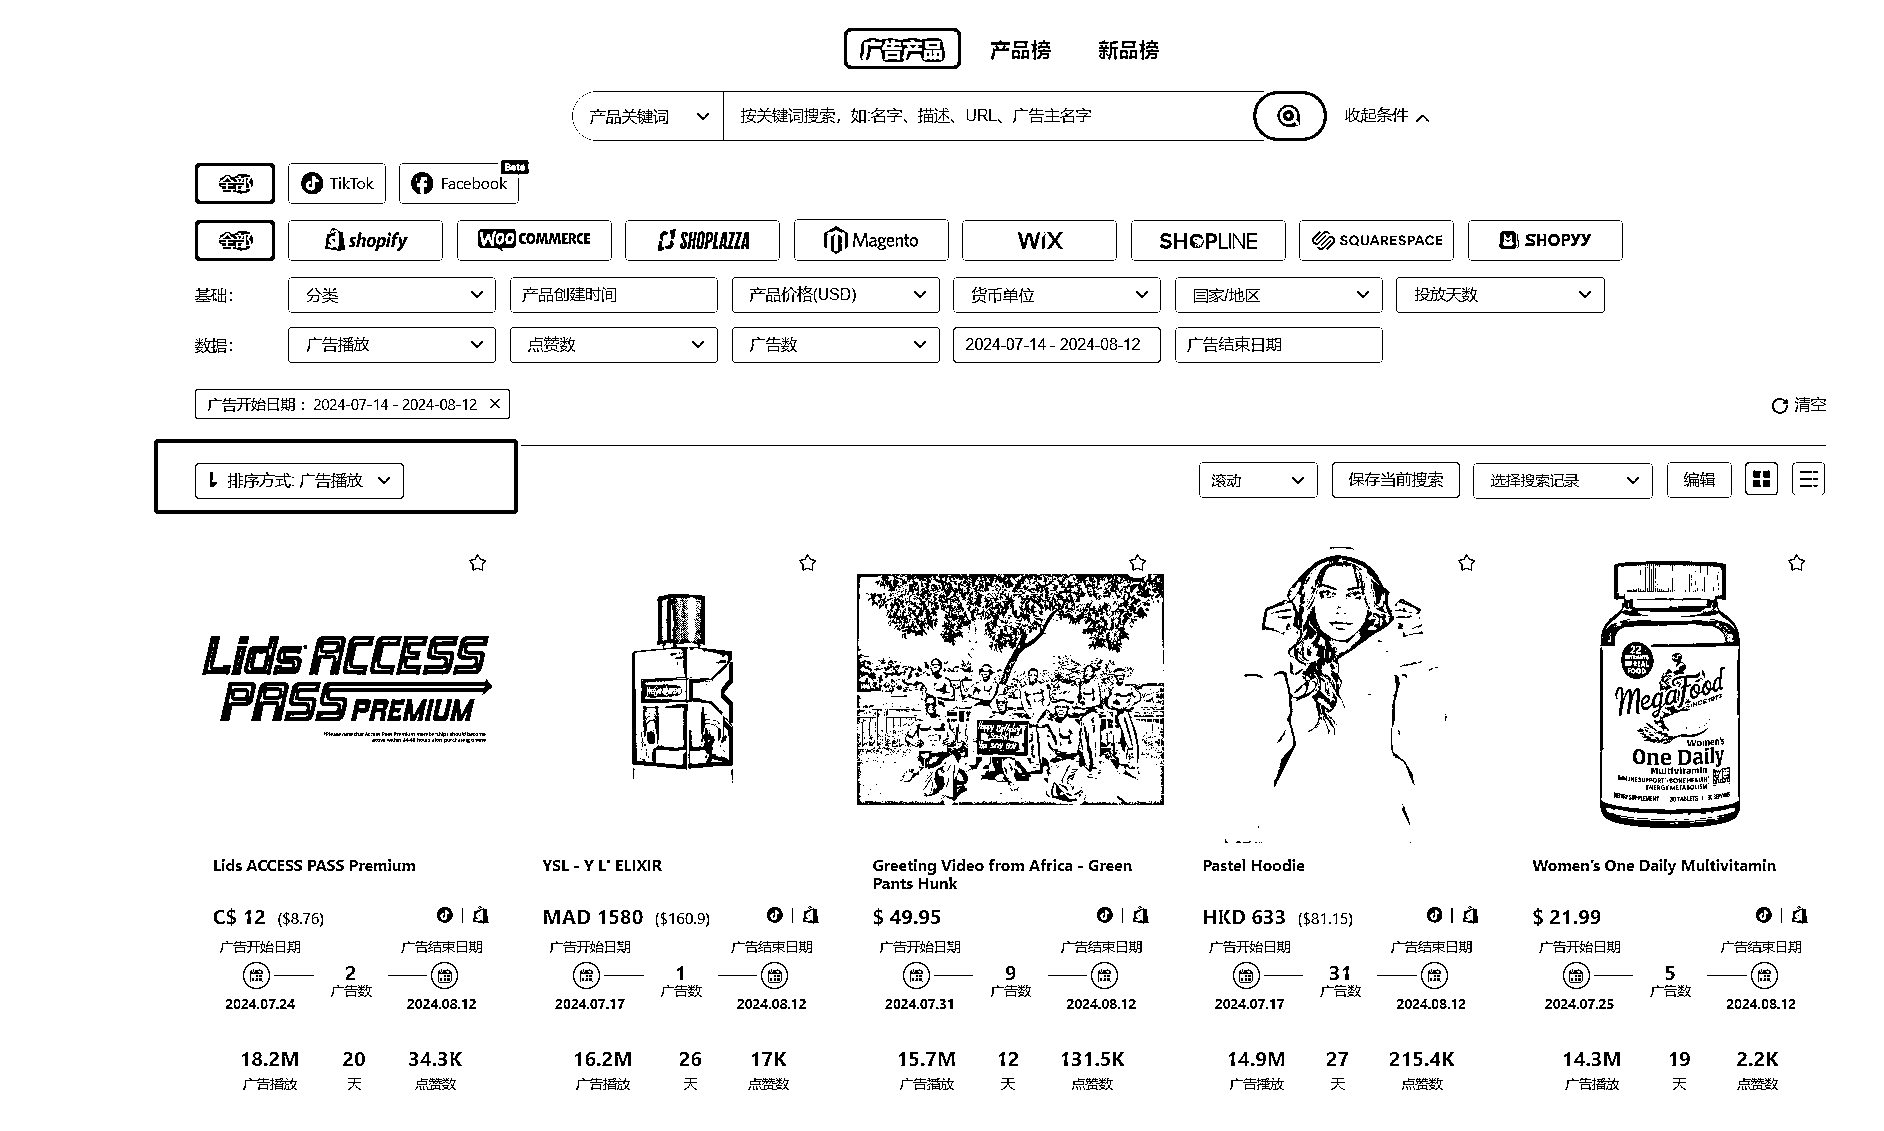 广告产品 产品榜 新品榜
产品关键词 按关键词搜索，如:名字、描述、URL、广告主名字 收起条件
全部 TikTok Facebook Beta
全部 shopify WOO COMMERCE SHOPLAZZA Magento WiX SHOPLINE SQUARESPACE SHOPYY
基础： 分类 产品创建时间 产品价格(USD) 货币单位 国家/地区 投放天数
数据： 广告播放 点赞数 广告数 2024-07-14 - 2024-08-12 广告结束日期
广告开始日期： 2024-07-14 - 2024-08-12 × 清空
排序方式: 广告播放 滚动 保存当前搜索 选择搜索记录 编辑
Lids ACCESS
PASS PREMIUM
MegaFood
SINCE 1973
Women's
One Daily
Multivitamin
IMMUNE SUPPORT • BONE HEALTH
ENERGY METABOLISM
DIETARY SUPPLEMENT 30 TABLETS | 30 SERVINGS
Lids ACCESS PASS Premium YSL - Y L' ELIXIR Greeting Video from Africa - Green Pants Hunk Pastel Hoodie Women's One Daily Multivitamin
C$ 12 ($8.76) MAD 1580 ($160.9) $ 49.95 HKD 633 ($81.15) $ 21.99
广告开始日期 广告结束日期 广告开始日期 广告结束日期 广告开始日期 广告结束日期 广告开始日期 广告结束日期 广告开始日期 广告结束日期
2 1 9 31 5
广告数 广告数 广告数 广告数 广告数
2024.07.24 2024.08.12 2024.07.17 2024.08.12 2024.07.31 2024.08.12 2024.07.17 2024.08.12 2024.07.25 2024.08.12
18.2M 20 34.3K 16.2M 26 17K 15.7M 12 131.5K 14.9M 27 215.4K 14.3M 19 2.2K
广告播放 天 点赞数 广告播放 天 点赞数 广告播放 天 点赞数 广告播放 天 点赞数 广告播放 天 点赞数